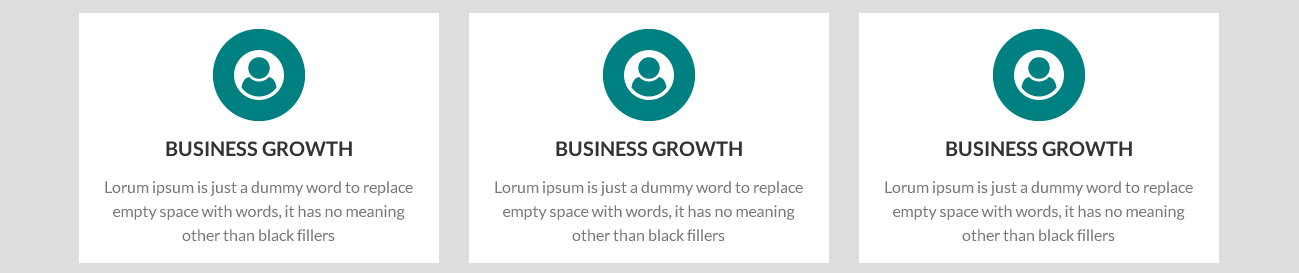 BUSINESS GROWTH
Lorum ipsum is just a dummy word to replace
empty space with words, it has no meaning
other than black fillers
BUSINESS GROWTH
Lorum ipsum is just a dummy word to replace
empty space with words, it has no meaning
other than black fillers
BUSINESS GROWTH
Lorum ipsum is just a dummy word to replace
empty space with words, it has no meaning
other than black fillers